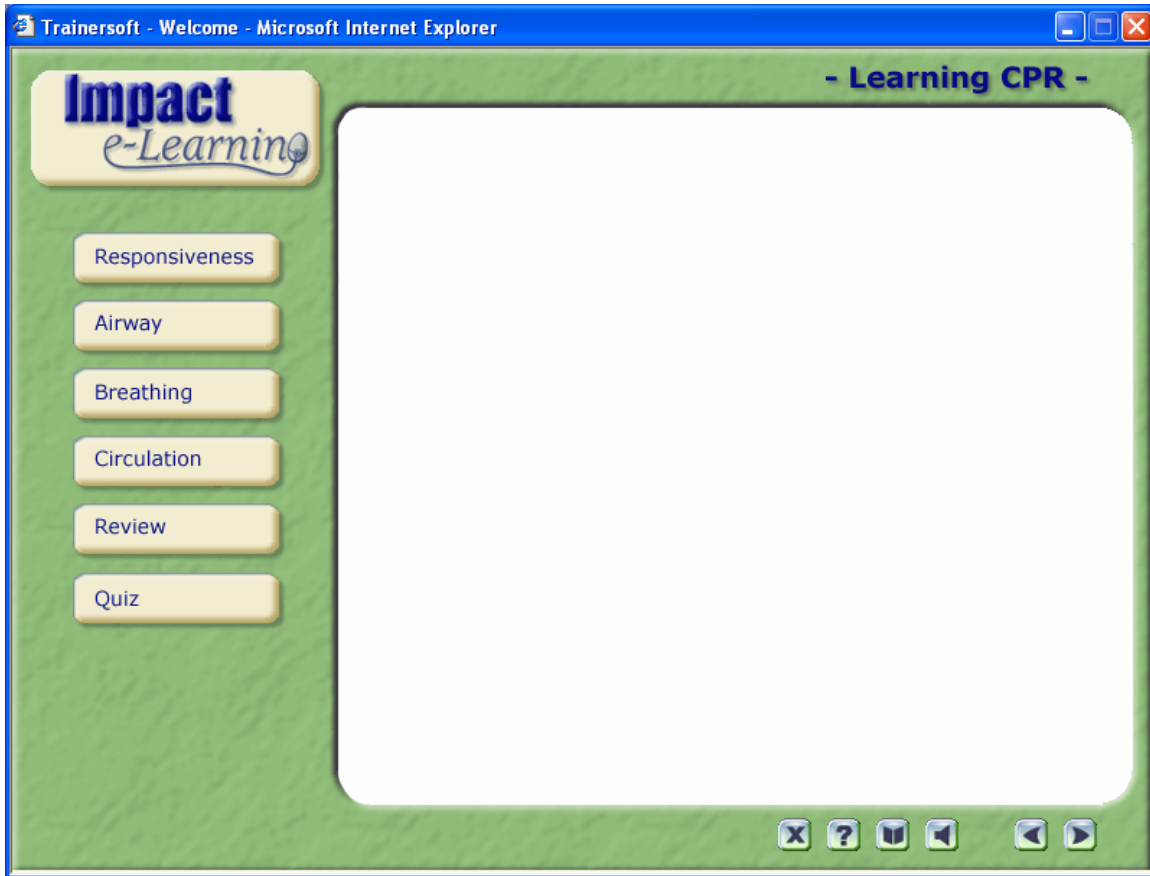 Trainersoft - Welcome - Microsoft Internet Explorer
Impact
e-Learning
- Learning CPR -
Responsiveness
Airway
Breathing
Circulation
Review
Quiz
X ?